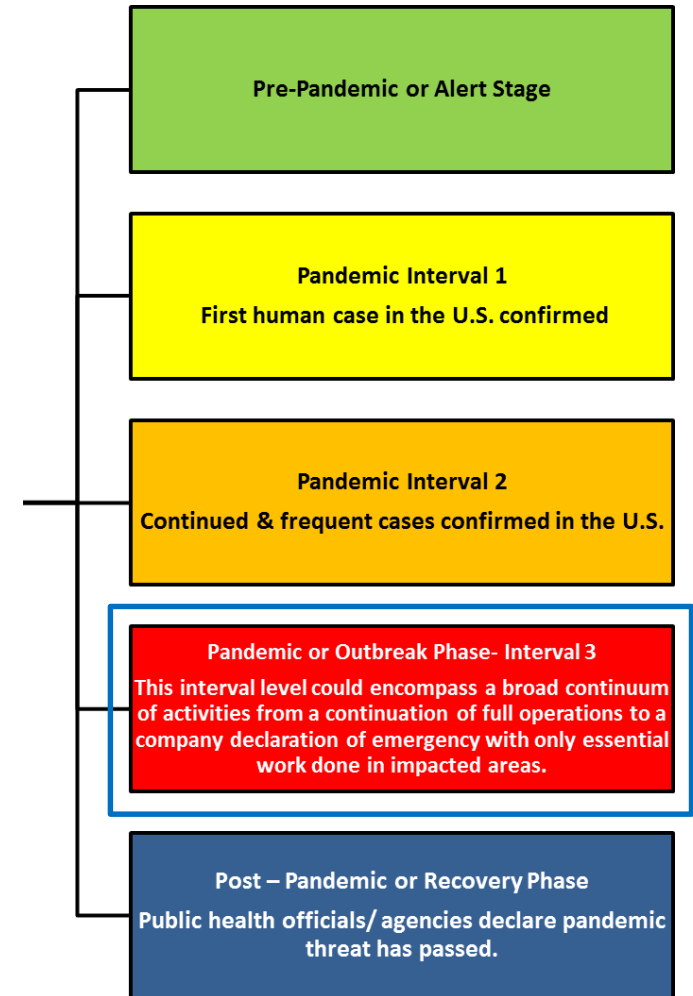 Pre-Pandemic or Alert Stage
Pandemic Interval 1
First human case in the U.S. confirmed
Pandemic Interval 2
Continued & frequent cases confirmed in the U.S.
Pandemic or Outbreak Phase- Interval 3
This interval level could encompass a broad continuum
of activities from a continuation of full operations to a
company declaration of emergency with only essential
work done in impacted areas.
Post – Pandemic or Recovery Phase
Public health officials/ agencies declare pandemic
threat has passed.